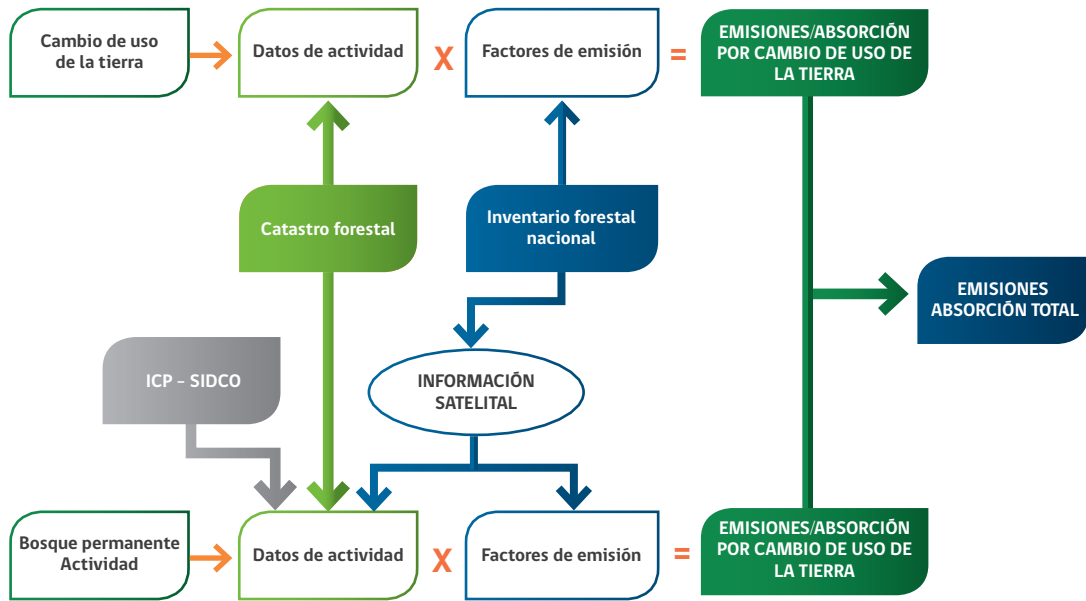 Cambio de uso
de la tierra
Datos de actividad
X
Factores de emisión
=
EMISIONES/ABSORCIÓN
POR CAMBIO DE USO DE
LA TIERRA
Catastro forestal
Inventario forestal
nacional
EMISIONES
ABSORCIÓN TOTAL
ICP – SIDCO
INFORMACIÓN
SATELITAL
Bosque permanente
Actividad
Datos de actividad
X
Factores de emisión
=
EMISIONES/ABSORCIÓN
POR CAMBIO DE USO DE
LA TIERRA